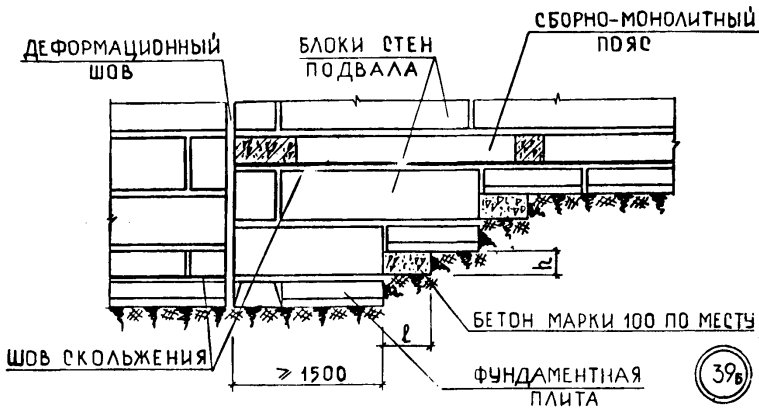 ДЕФОРМАЦИОННЫЙ
ШОВ
БЛОКИ СТЕН
ПОДВАЛА
СБОРНО-МОНОЛИТНЫЙ
ПОЯС
h
БЕТОН МАРКИ 100 ПО МЕСТУ
ШОВ СКОЛЬЖЕНИЯ
⩾ 1500
ℓ
ФУНДАМЕНТНАЯ
ПЛИТА
39Б